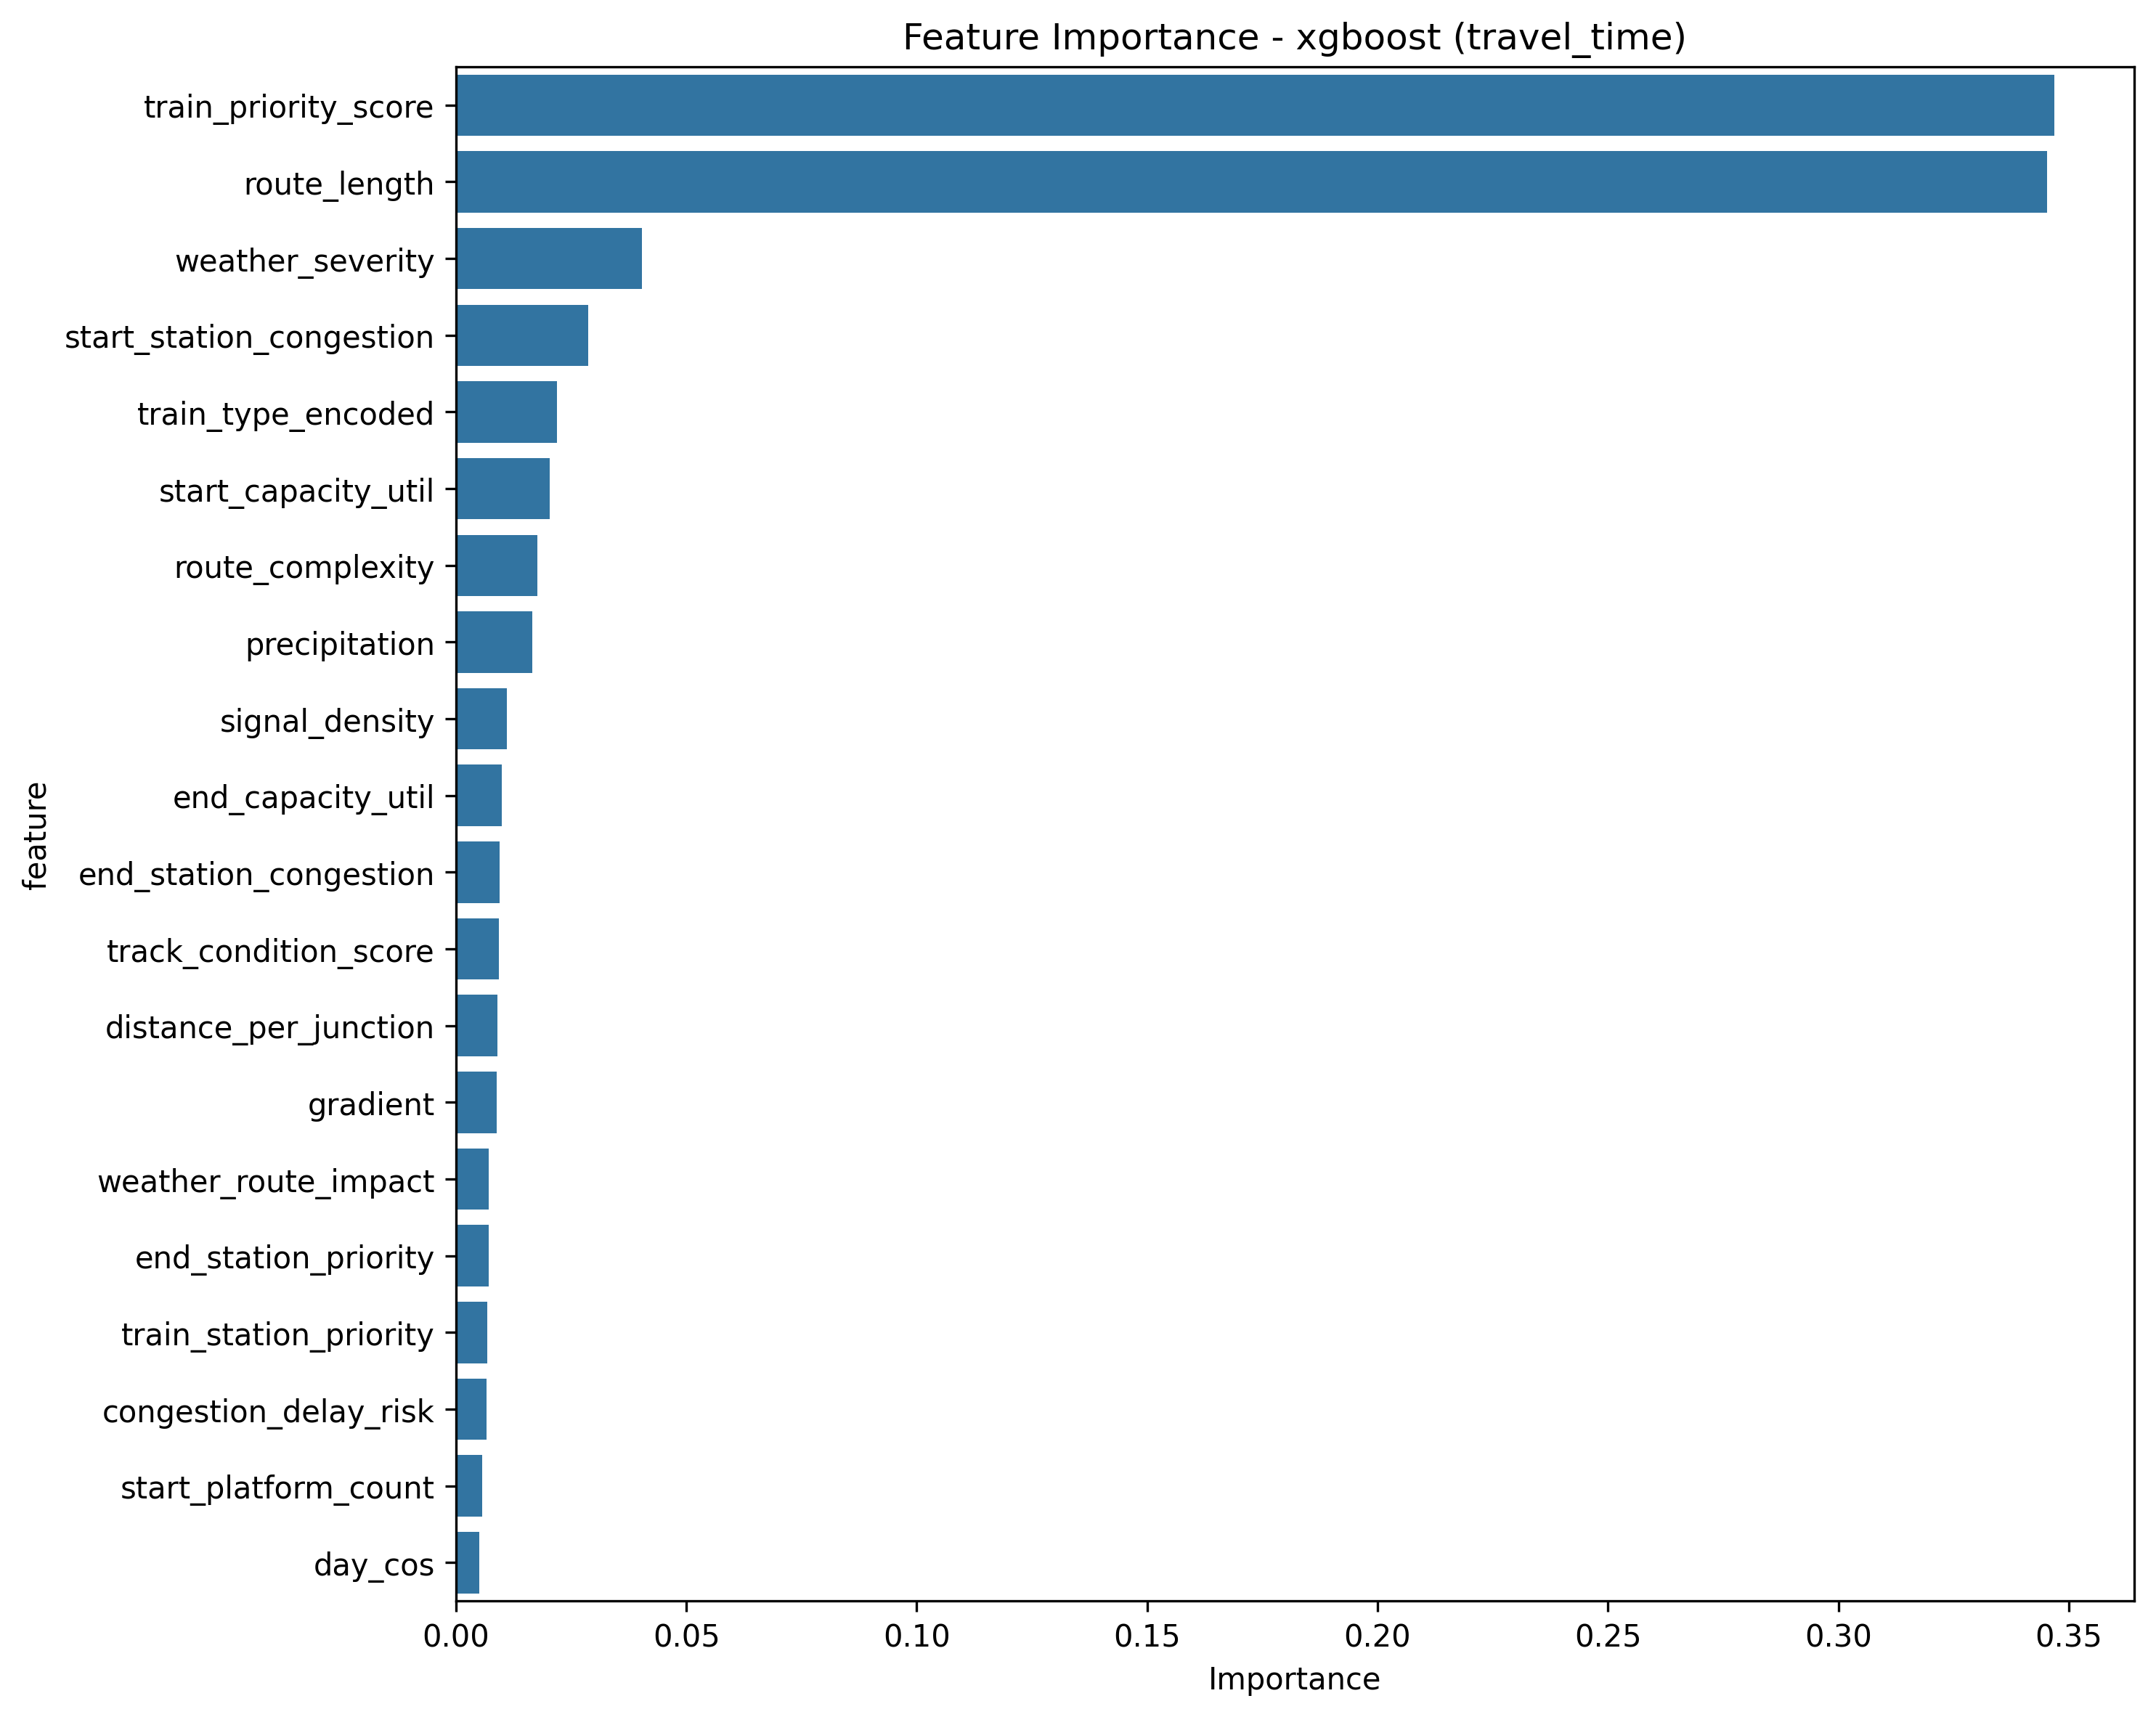 Feature Importance - xgboost (travel_time)
train_priority_score
route_length
weather_severity
start_station_congestion
train_type_encoded
start_capacity_util
route_complexity
precipitation
signal_density
end_capacity_util
end_station_congestion
track_condition_score
distance_per_junction
gradient
weather_route_impact
end_station_priority
train_station_priority
congestion_delay_risk
start_platform_count
day_cos
feature
0.00 0.05 0.10 0.15 0.20 0.25 0.30 0.35
Importance